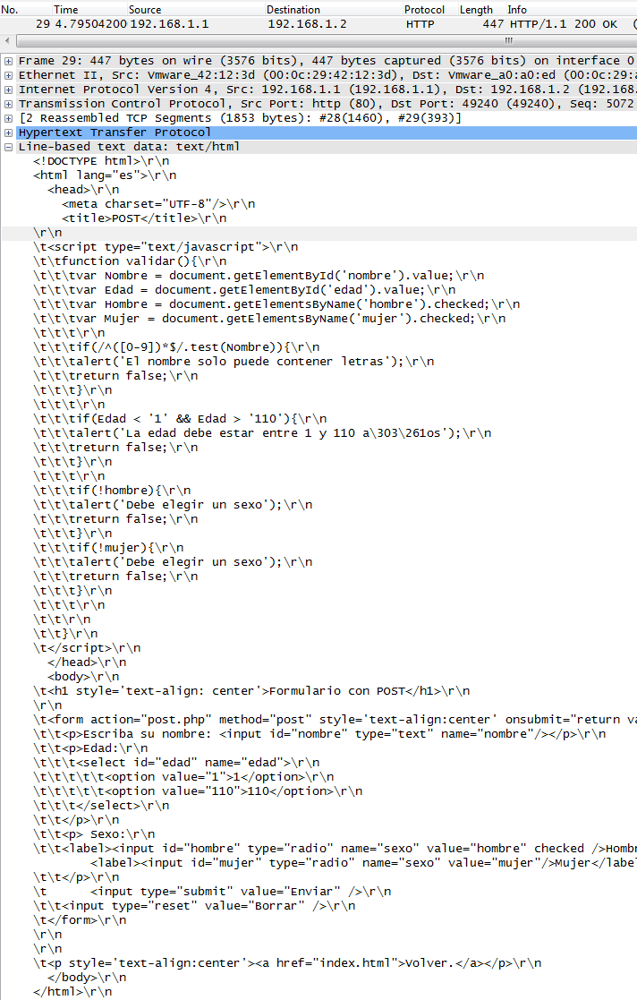 No. Time Source Destination Protocol Length Info
29 4.79504200 192.168.1.1 192.168.1.2 HTTP 447 HTTP/1.1 200 OK (
Frame 29: 447 bytes on wire (3576 bits), 447 bytes captured (3576 bits) on interface 0
Ethernet II, Src: Vmware_42:12:3d (00:0c:29:42:12:3d), Dst: Vmware_a0:a0:ed (00:0c:29:a
Internet Protocol Version 4, Src: 192.168.1.1 (192.168.1.1), Dst: 192.168.1.2 (192.168.
Transmission Control Protocol, Src Port: http (80), Dst Port: 49240 (49240), Seq: 5072
[2 Reassembled TCP Segments (1853 bytes): #28(1460), #29(393)]
Hypertext Transfer Protocol
Line-based text data: text/html
<!DOCTYPE html>\r\n
<html lang="es">\r\n
<head>\r\n
<meta charset="UTF-8"/>\r\n
<title>POST</title>\r\n
\r\n
\t<script type="text/javascript">\r\n
\t\tfunction validar(){\r\n
\t\t\tvar Nombre = document.getElementById('nombre').value;\r\n
\t\t\tvar Edad = document.getElementById('edad').value;\r\n
\t\t\tvar Hombre = document.getElementsByName('hombre').checked;\r\n
\t\t\tvar Mujer = document.getElementsByName('mujer').checked;\r\n
\t\t\t\r\n
\t\t\tif(/^([0-9])*$/.test(Nombre)){\r\n
\t\t\talert('El nombre solo puede contener letras');\r\n
\t\t\treturn false;\r\n
\t\t\t}\r\n
\t\t\t\r\n
\t\t\tif(Edad < '1' && Edad > '110'){\r\n
\t\t\talert('La edad debe estar entre 1 y 110 a\303\261os');\r\n
\t\t\treturn false;\r\n
\t\t\t}\r\n
\t\t\t\r\n
\t\t\tif(!hombre){\r\n
\t\t\talert('Debe elegir un sexo');\r\n
\t\t\treturn false;\r\n
\t\t\t}\r\n
\t\t\tif(!mujer){\r\n
\t\t\talert('Debe elegir un sexo');\r\n
\t\t\treturn false;\r\n
\t\t\t}\r\n
\t\t\t\r\n
\t\t\r\n
\t\t}\r\n
\t</script>\r\n
</head>\r\n
<body>\r\n
\t<h1 style='text-align: center'>Formulario con POST</h1>\r\n
\r\n
\t<form action="post.php" method="post" style='text-align:center' onsubmit="return va
\t\t<p>Escriba su nombre: <input id="nombre" type="text" name="nombre"/></p>\r\n
\t\t<p>Edad:\r\n
\t\t\t<select id="edad" name="edad">\r\n
\t\t\t\t\t<option value="1">1</option>\r\n
\t\t\t\t\t<option value="110">110</option>\r\n
\t\t\t</select>\r\n
\t\t</p>\r\n
\t\t<p> Sexo:\r\n
\t\t<label><input id="hombre" type="radio" name="sexo" value="hombre" checked />Hombr
<label><input id="mujer" type="radio" name="sexo" value="mujer"/>Mujer</label
\t\t</p>\r\n
\t <input type="submit" value="Enviar" />\r\n
\t\t<input type="reset" value="Borrar" />\r\n
\t</form>\r\n
\r\n
\r\n
\t<p style='text-align:center'><a href="index.html">Volver.</a></p>\r\n
</body>\r\n
</html>\r\n